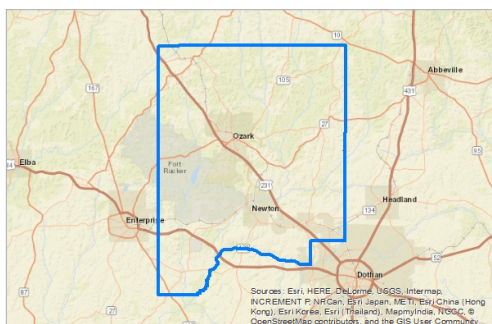 10
Abbeville
167
105
431
27
Ozark
95
Fort
Rucker
Elba
84
231
Newton
Headland
134
Enterprise
52
Dothan
Sources: Esri, HERE, DeLorme, USGS, Intermap,
INCREMENT P, NRCan, Esri Japan, METI, Esri China (Hong
Kong), Esri Korea, Esri (Thailand), MapmyIndia, NGCC, ©
OpenStreetMap contributors, and the GIS User Community